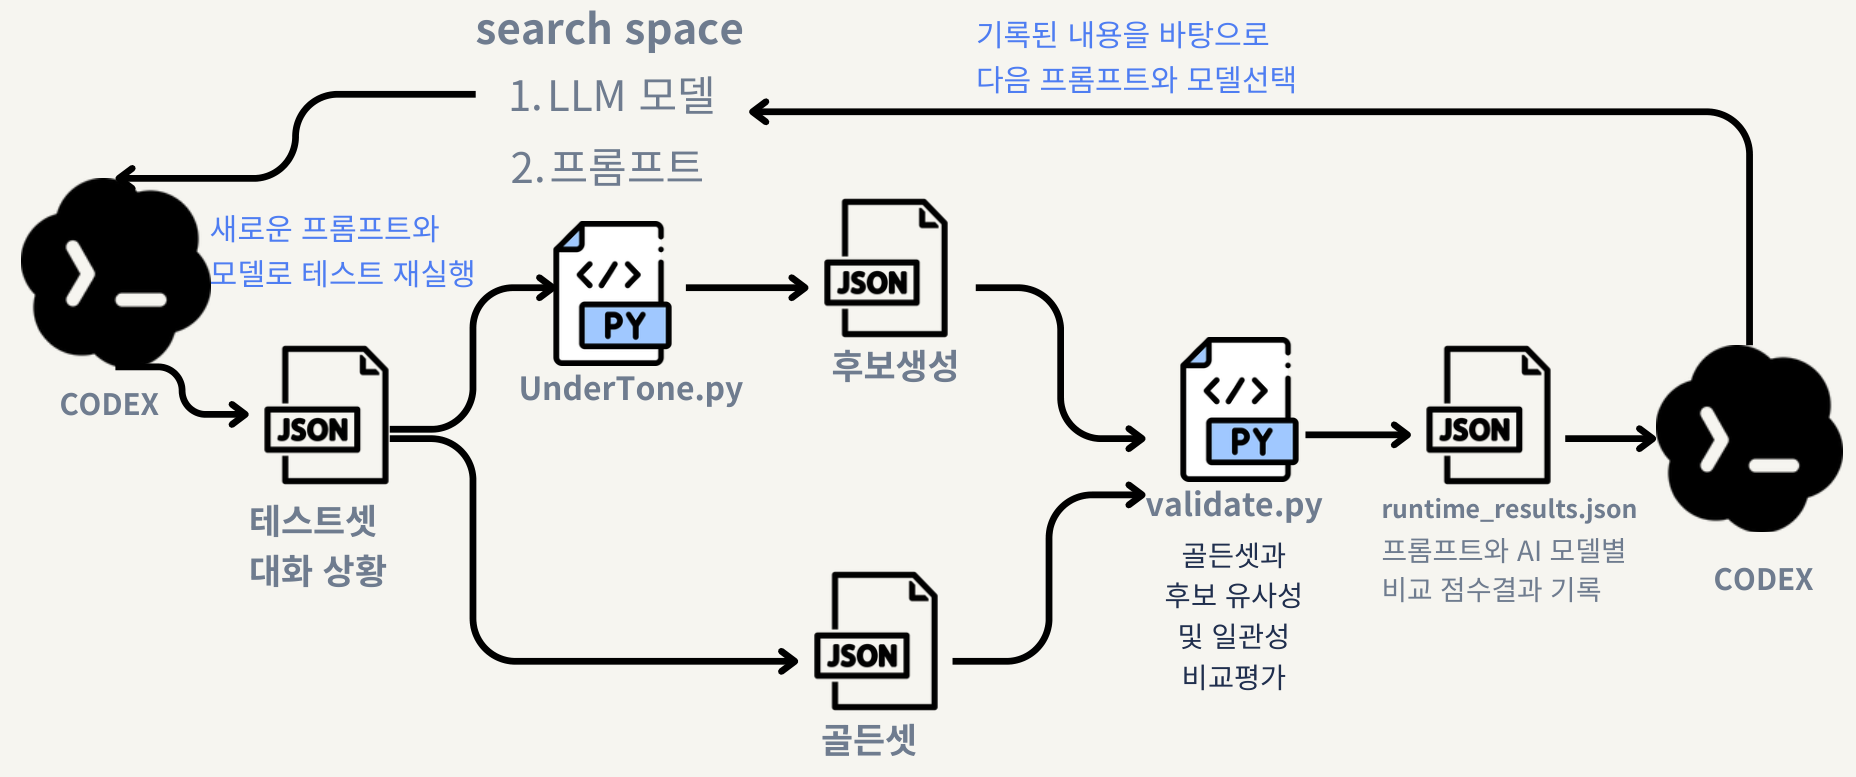 search space
1. LLM 모델
2. 프롬프트
기록된 내용을 바탕으로
다음 프롬프트와 모델선택
새로운 프롬프트와
모델로 테스트 재실행
CODEX
JSON
테스트셋
대화 상황
</>
PY
UnderTone.py
JSON
후보생성
JSON
골든셋
</>
PY
validate.py
골든셋과
후보 유사성
및 일관성
비교평가
JSON
runtime_results.json
프롬프트와 AI 모델별
비교 점수결과 기록
CODEX